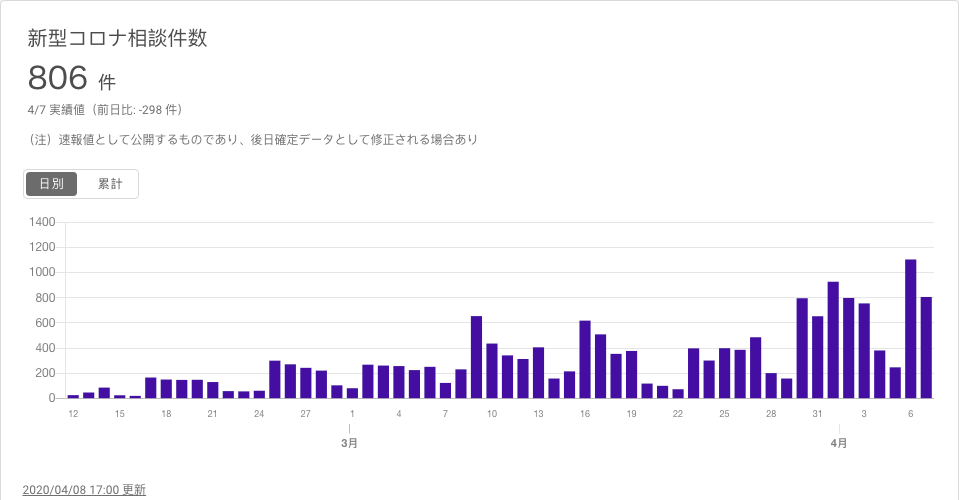 新型コロナ相談件数
806 件
4/7 実績値（前日比: -298 件）
（注）速報値として公開するものであり、後日確定データとして修正される場合あり
日別 累計
1400
1200
1000
800
600
400
200
0
12 15 18 21 24 27 1 4 7 10 13 16 19 22 25 28 31 3 6
3月 4月
2020/04/08 17:00 更新